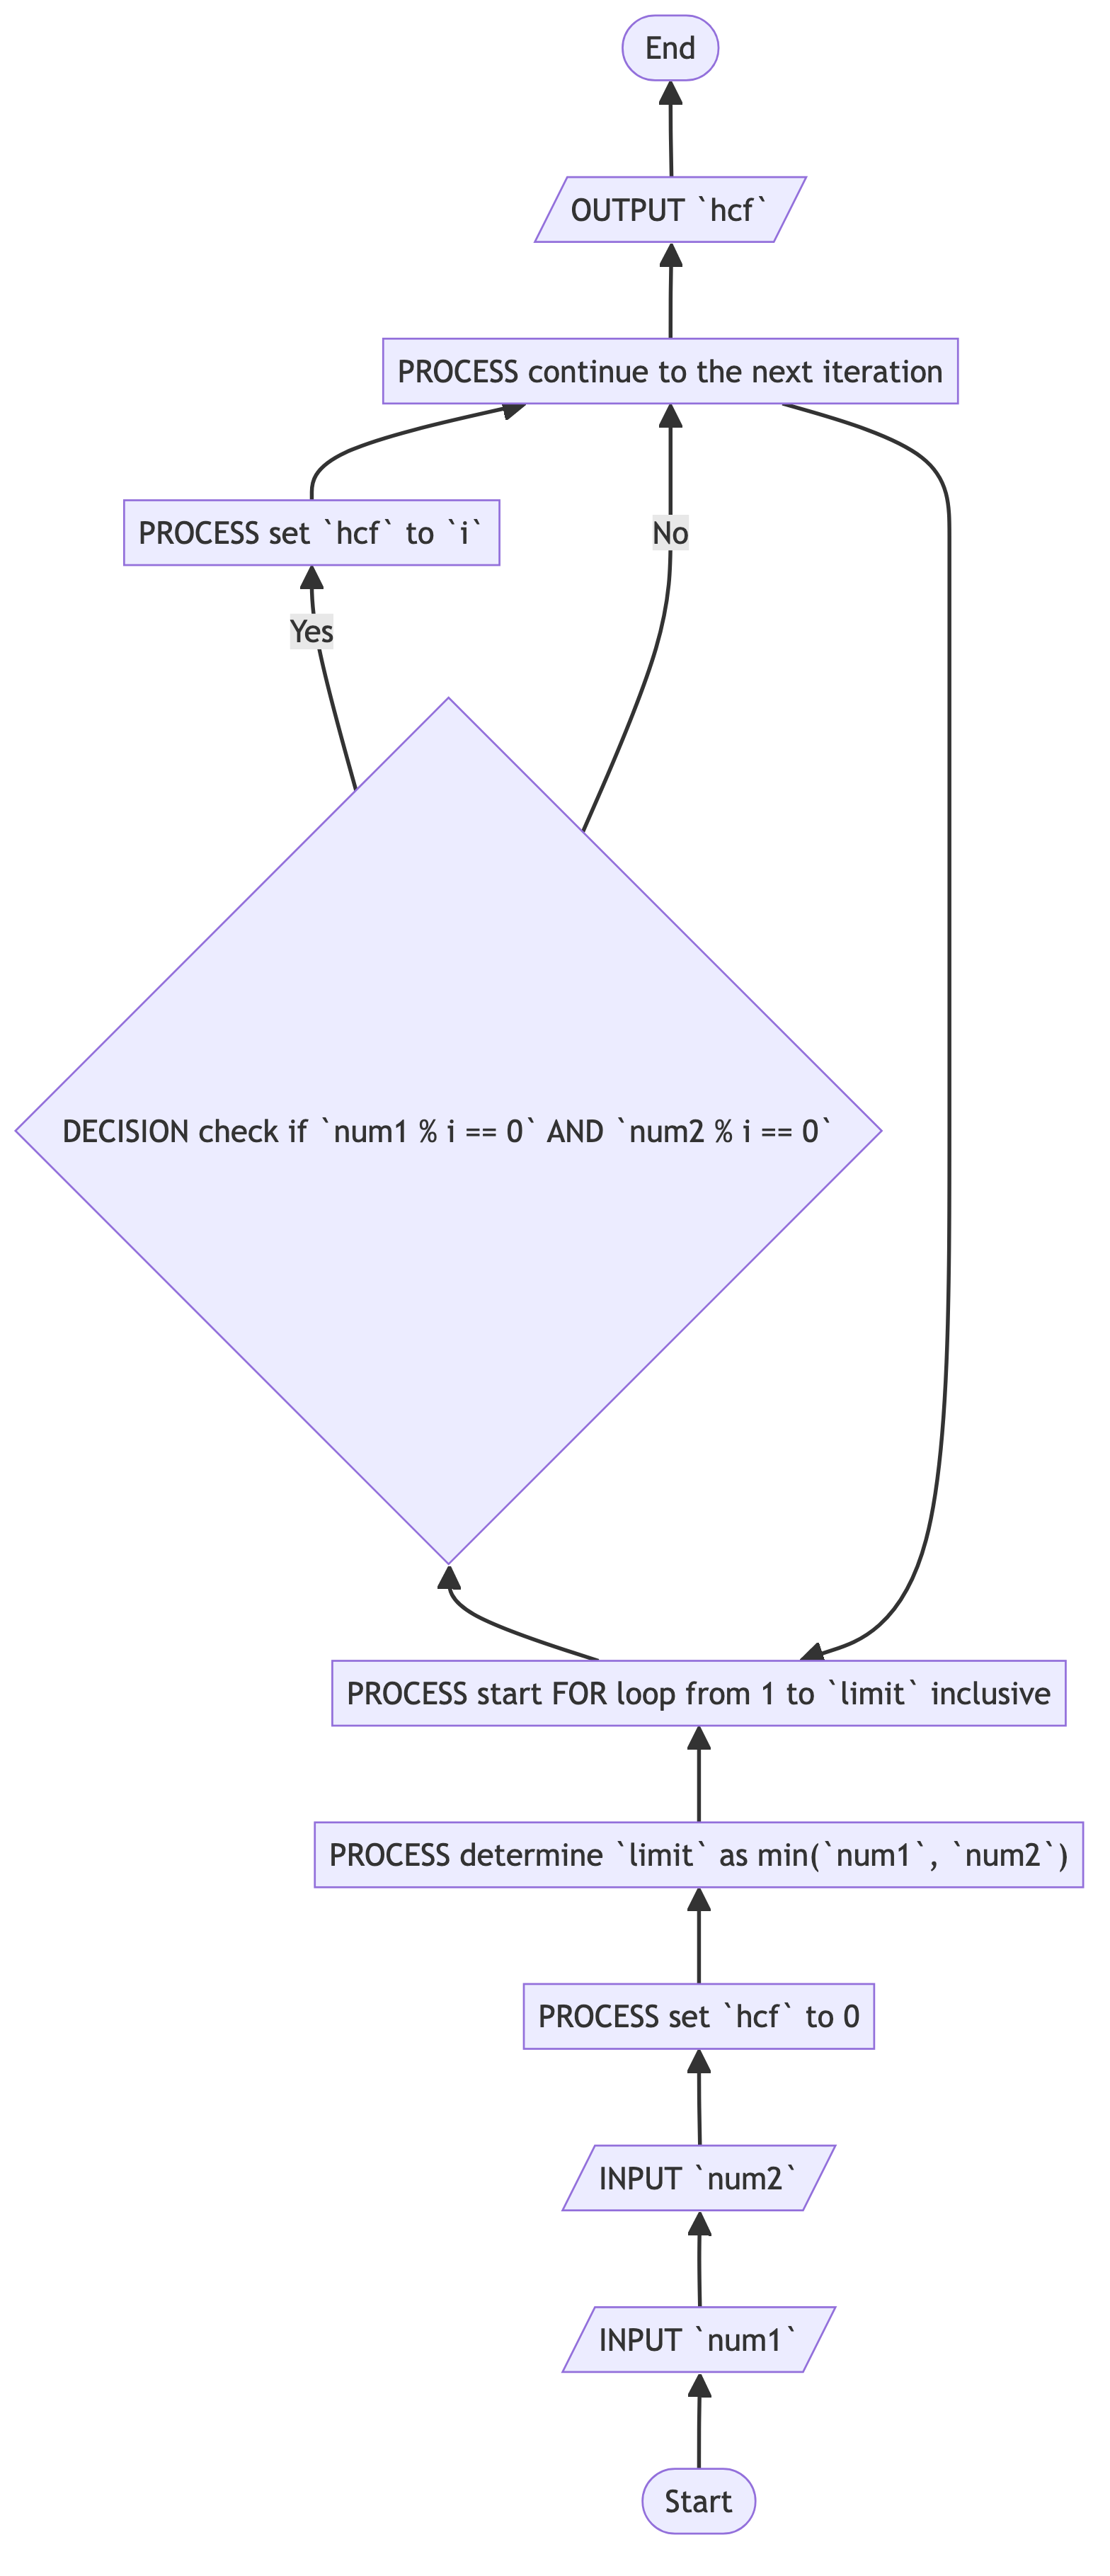 End
OUTPUT `hcf`
PROCESS continue to the next iteration
PROCESS set `hcf` to `i`
No
Yes
DECISION check if `num1 % i == 0` AND `num2 % i == 0`
PROCESS start FOR loop from 1 to `limit` inclusive
PROCESS determine `limit` as min(`num1`, `num2`)
PROCESS set `hcf` to 0
INPUT `num2`
INPUT `num1`
Start